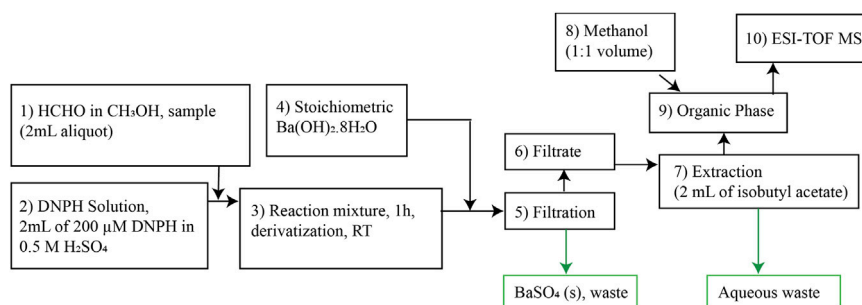 1) HCHO in CH₃OH, sample
(2mL aliquot)
2) DNPH Solution,
2mL of 200 µM DNPH in
0.5 M H₂SO₄
3) Reaction mixture, 1h,
derivatization, RT
4) Stoichiometric
Ba(OH)₂.8H₂O
5) Filtration
6) Filtrate
7) Extraction
(2 mL of isobutyl acetate)
8) Methanol
(1:1 volume)
9) Organic Phase
10) ESI-TOF MS
BaSO₄ (s), waste
Aqueous waste